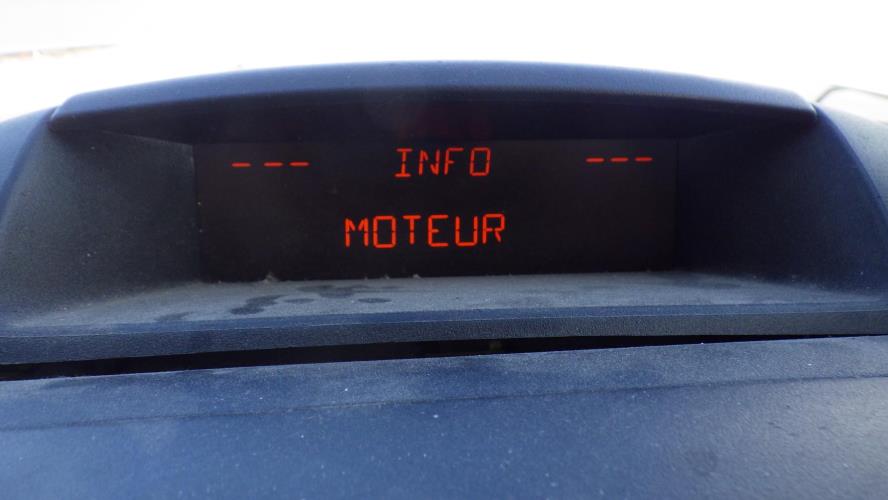 --- INFO ---
MOTEUR